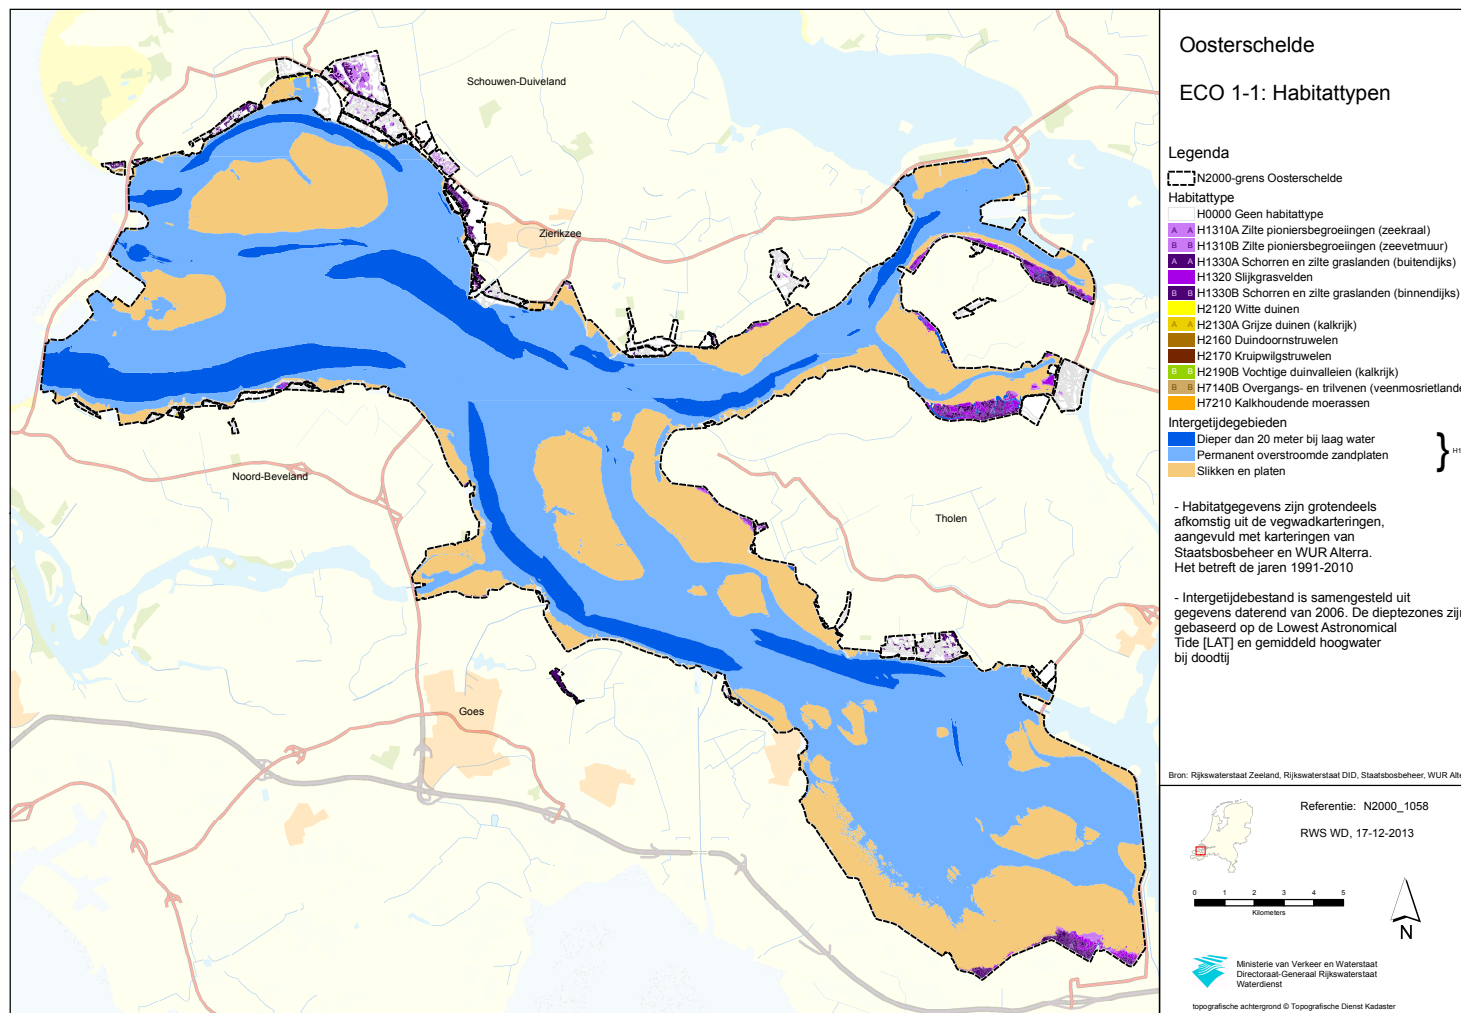 Schouwen-Duiveland
Zierikzee
Noord-Beveland
Tholen
Goes
Oosterschelde
ECO 1-1: Habitattypen
Legenda
N2000-grens Oosterschelde
Habitattype
H0000 Geen habitattype
A A H1310A Zilte pioniersbegroeiingen (zeekraal)
B B H1310B Zilte pioniersbegroeiingen (zeevetmuur)
A A H1330A Schorren en zilte graslanden (buitendijks)
H1320 Slijkgrasvelden
B B H1330B Schorren en zilte graslanden (binnendijks)
H2120 Witte duinen
A A H2130A Grijze duinen (kalkrijk)
H2160 Duindoornstruwelen
H2170 Kruipwilgstruwelen
B B H2190B Vochtige duinvalleien (kalkrijk)
B B H7140B Overgangs- en trilvenen (veenmosrietlande
H7210 Kalkhoudende moerassen
Intergetijdegebieden
Dieper dan 20 meter bij laag water
Permanent overstroomde zandplaten
Slikken en platen
} H1
- Habitatgegevens zijn grotendeels
afkomstig uit de vegwadkarteringen,
aangevuld met karteringen van
Staatsbosbeheer en WUR Alterra.
Het betreft de jaren 1991-2010
- Intergetijdebestand is samengesteld uit
gegevens daterend van 2006. De dieptezones zijn
gebaseerd op de Lowest Astronomical
Tide [LAT] en gemiddeld hoogwater
bij doodtij
Bron: Rijkswaterstaat Zeeland, Rijkswaterstaat DID, Staatsbosbeheer, WUR Alte
Referentie: N2000_1058
RWS WD, 17-12-2013
0 1 2 3 4 5
Kilometers
N
Ministerie van Verkeer en Waterstaat
Directoraat-Generaal Rijkswaterstaat
Waterdienst
topografische achtergrond © Topografische Dienst Kadaster